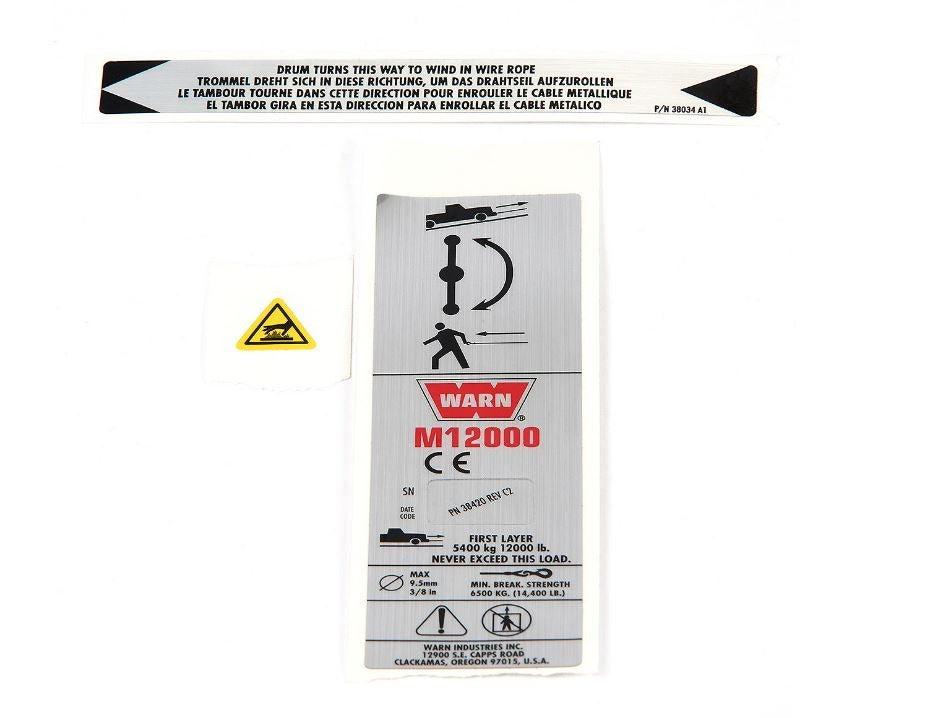 DRUM TURNS THIS WAY TO WIND IN WIRE ROPE
TROMMEL DREHT SICH IN DIESE RICHTUNG, UM DAS DRAHTSEIL AUFZUROLLEN
LE TAMBOUR TOURNE DANS CETTE DIRECTION POUR ENROULER LE CABLE METALLIQUE
EL TAMBOR GIRA EN ESTA DIRECCION PARA ENROLLAR EL CABLE METALICO
P/N 38034 A1
WARN®
M12000
CE
SN
DATE
CODE
PN 38420 REV C2
FIRST LAYER
5400 kg 12000 lb.
NEVER EXCEED THIS LOAD.
MAX
9.5mm
3/8 in
MIN. BREAK. STRENGTH
6500 KG. (14,400 LB.)
WARN INDUSTRIES INC.
12900 S.E. CAPPS ROAD
CLACKAMAS, OREGON 97015, U.S.A.